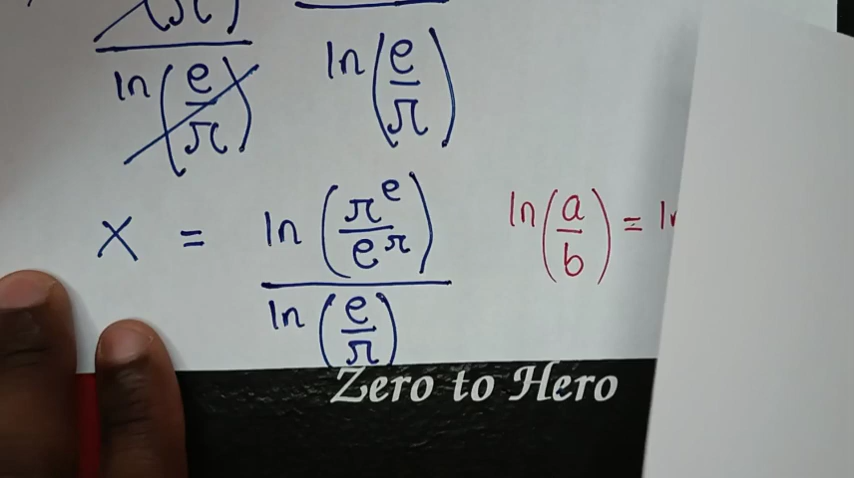 ln(e/π) ln(e/π)
x = ln(π^e/e^π) / ln(e/π)
ln(a/b) =
Zero to Hero